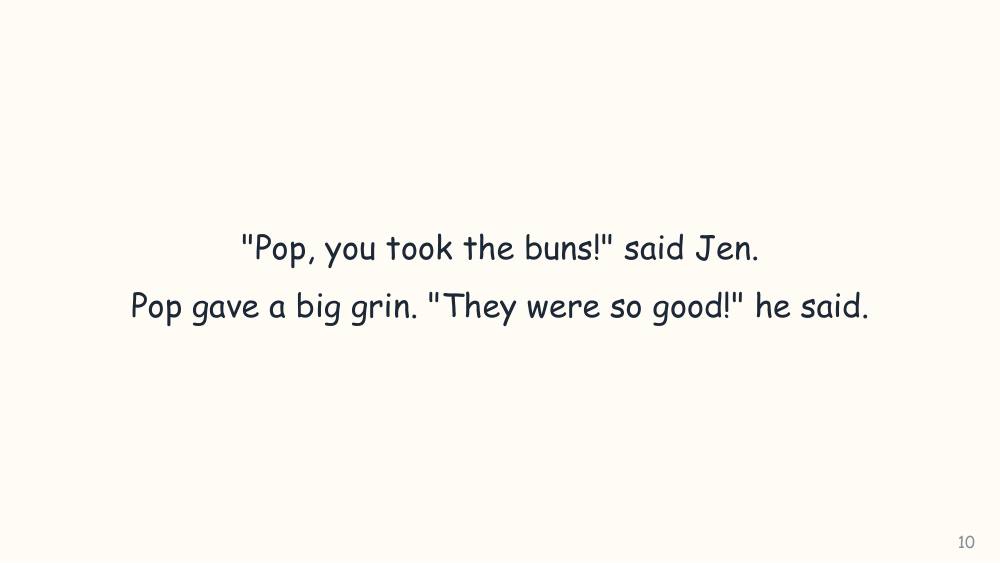 "Pop, you took the buns!" said Jen.
Pop gave a big grin. "They were so good!" he said.
10